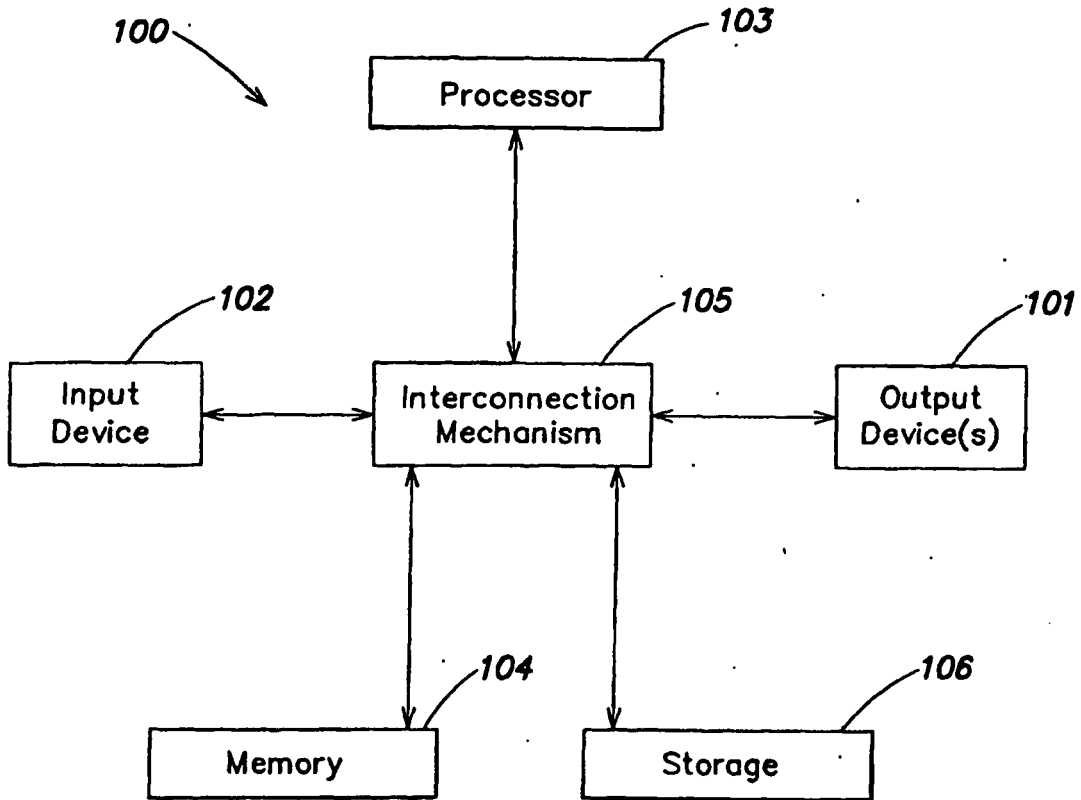 100
103
Processor
102
105
101
Input
Device
Interconnection
Mechanism
Output
Device(s)
104
106
Memory
Storage